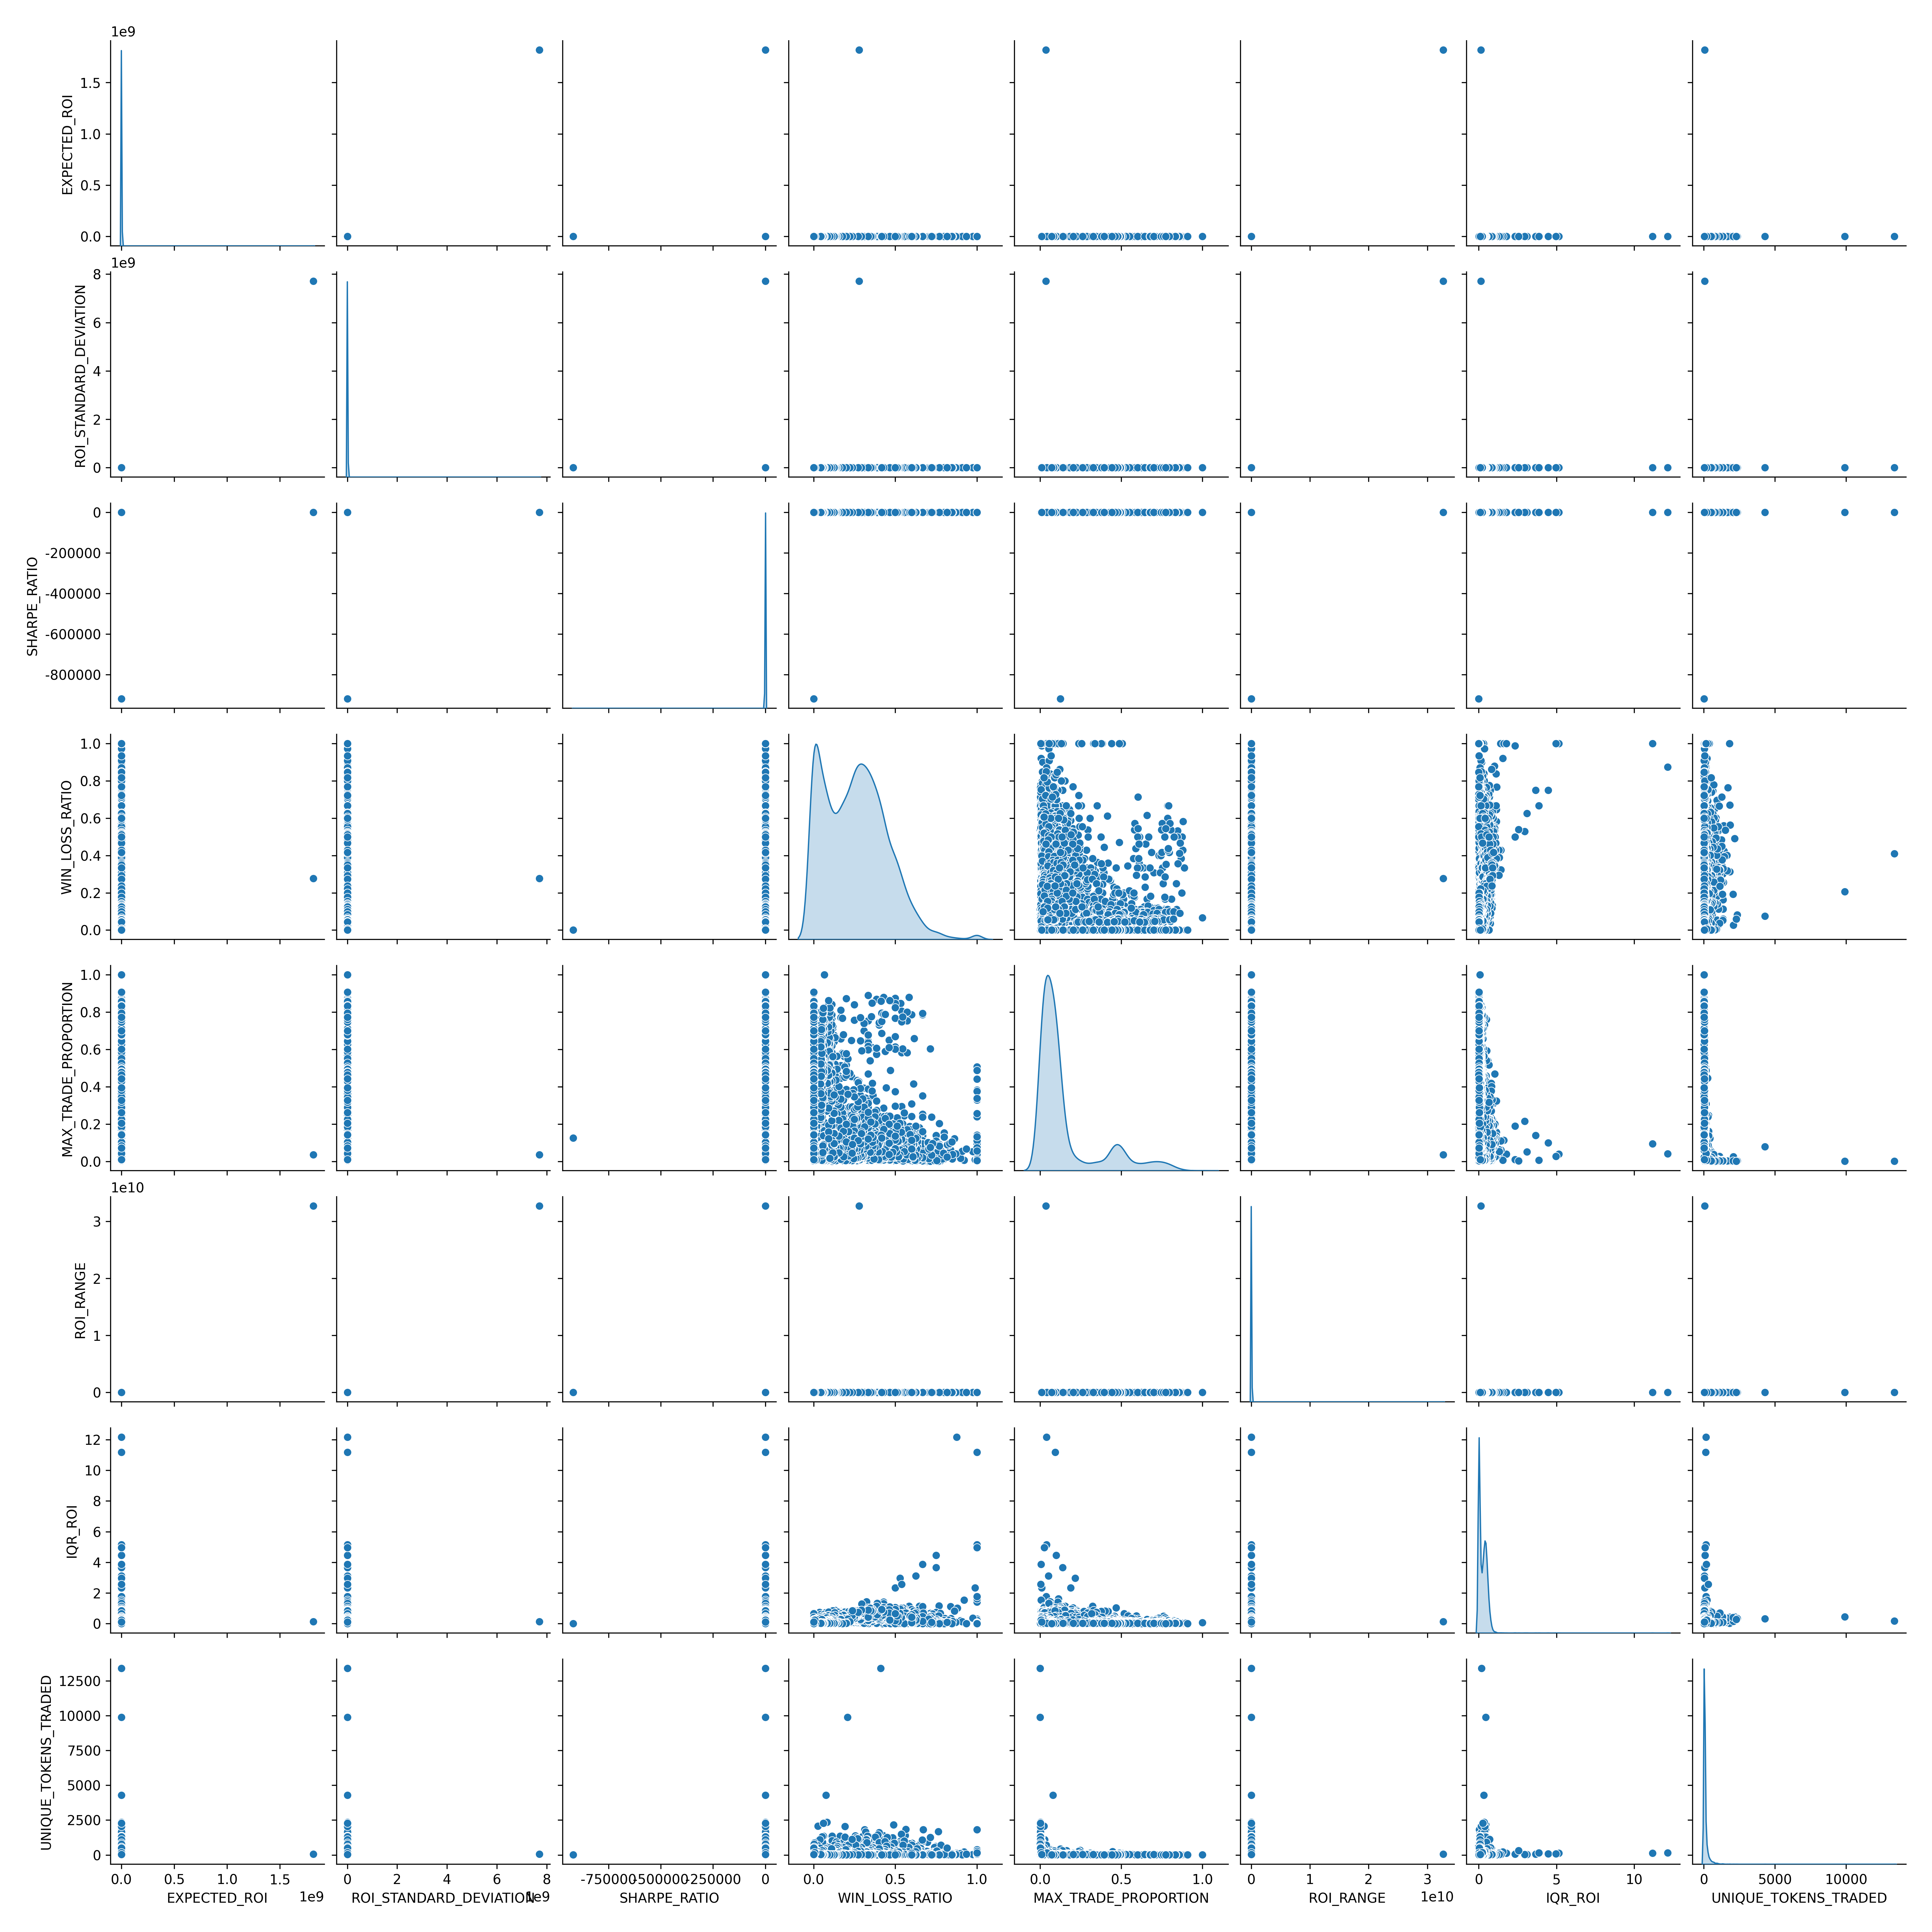 1e9
EXPECTED_ROI
1.5
1.0
0.5
0.0
1e9
ROI_STANDARD_DEVIATION
8
6
4
2
0
SHARPE_RATIO
0
-200000
-400000
-600000
-800000
WIN_LOSS_RATIO
1.0
0.8
0.6
0.4
0.2
0.0
MAX_TRADE_PROPORTION
1.0
0.8
0.6
0.4
0.2
0.0
1e10
ROI_RANGE
3
2
1
0
IQR_ROI
12
10
8
6
4
2
0
UNIQUE_TOKENS_TRADED
12500
10000
7500
5000
2500
0
0.0 0.5 1.0 1.5
EXPECTED_ROI 1e9
0 2 4 6 8
ROI_STANDARD_DEVIATION 1e9
-750000 -500000 -250000 0
SHARPE_RATIO
0.0 0.5 1.0
WIN_LOSS_RATIO
0.0 0.5 1.0
MAX_TRADE_PROPORTION
0 1 2 3
ROI_RANGE 1e10
0 5 10
IQR_ROI
0 5000 10000
UNIQUE_TOKENS_TRADED